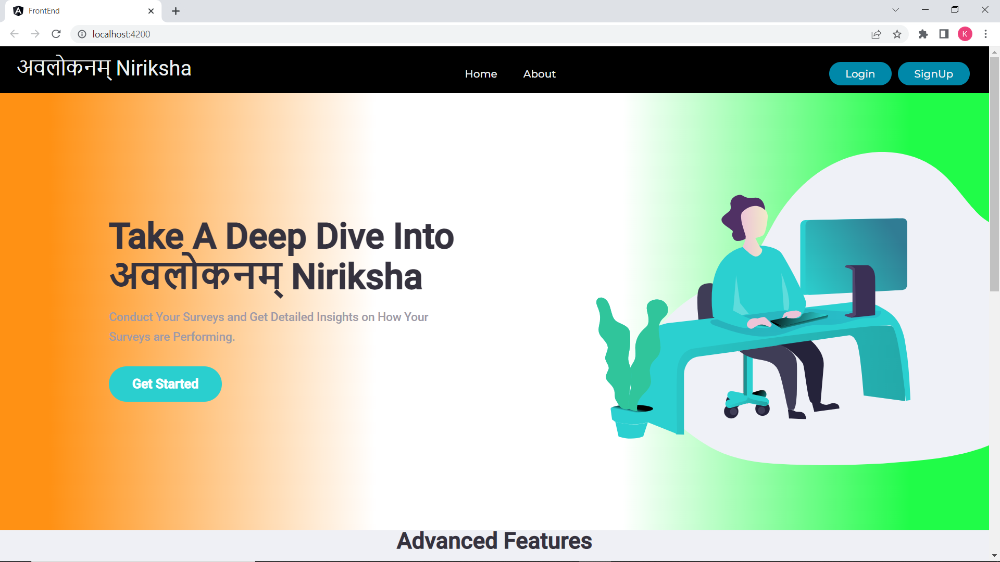 FrontEnd
localhost:4200
K
अवलोकनम् Niriksha
Home About
Login SignUp
Take A Deep Dive Into
अवलोकनम् Niriksha
Conduct Your Surveys and Get Detailed Insights on How Your
Surveys are Performing.
Get Started
Advanced Features